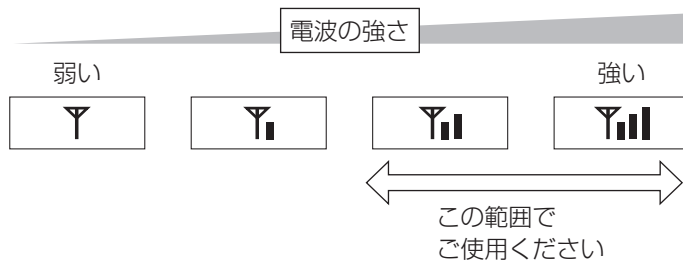 電波の強さ
弱い
強い
この範囲で
ご使用ください